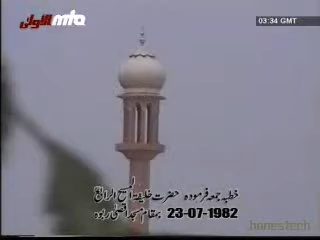 الاولیٰ mta
03:34 GMT
خطبہ جمعہ فرمودہ حضرت خلیفۃ المسیح الرابعؒ
23-07-1982 بمقام مسجد اقصیٰ ربوہ
honestech